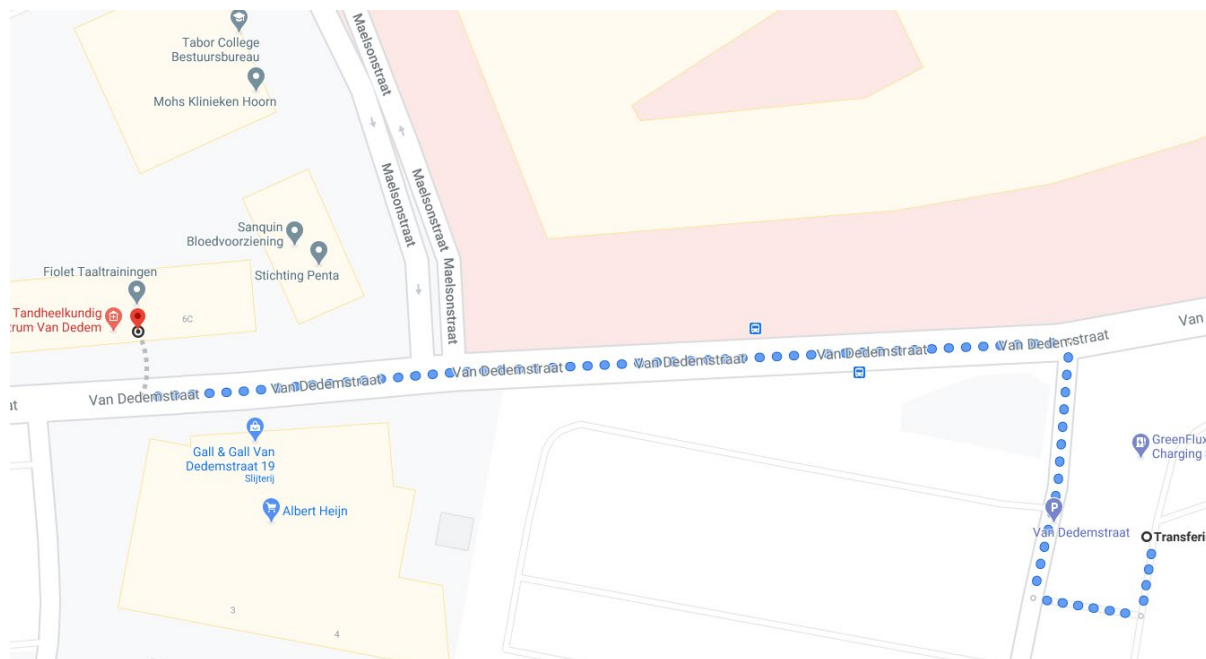 Tabor College
Bestuursbureau
Mohs Klinieken Hoorn
Maelsonstraat
Maelsonstraat
Maelsonstraat
Maelsonstraat
Sanquin
Bloedvoorziening
Stichting Penta
Fiolet Taaltrainingen
Tandheelkundig
trum Van Dedem
6C
Van
Van Dedemstraat
Van Dedemstraat
Van Dedemstraat
Van Dedemstraat
Van Dedemstraat
Van Dedemstraat
at
Gall & Gall Van
Dedemstraat 19
Slijterij
Albert Heijn
3
4
GreenFlux
Charging
P
Van Dedemstraat
Transferi